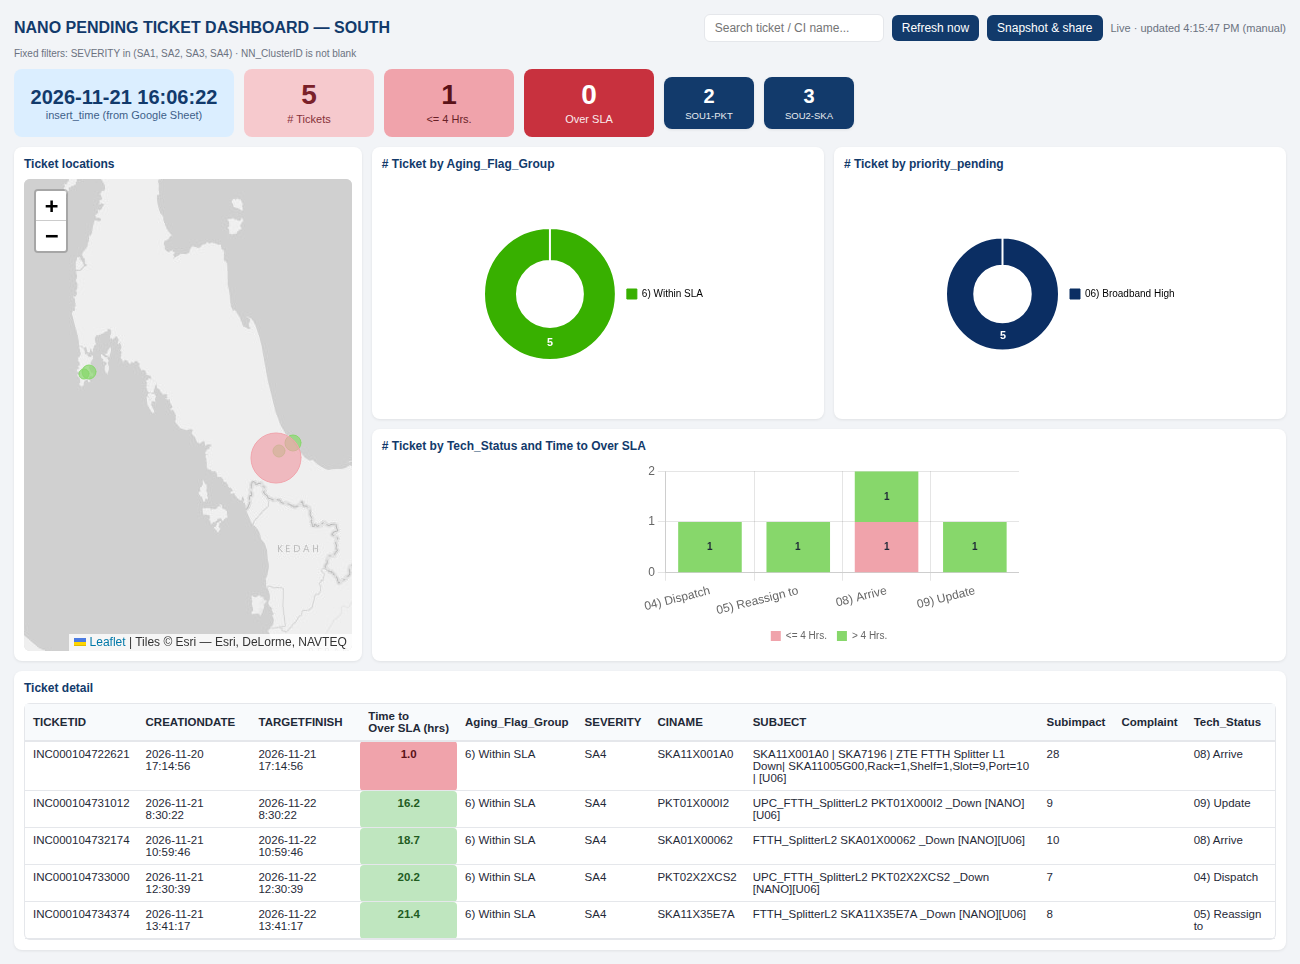 NANO PENDING TICKET DASHBOARD — SOUTH
Search ticket / CI name...
Refresh now
Snapshot & share
Live · updated 4:15:47 PM (manual)
Fixed filters: SEVERITY in (SA1, SA2, SA3, SA4) · NN_ClusterID is not blank
2026-11-21 16:06:22
insert_time (from Google Sheet)
5
# Tickets
1
<= 4 Hrs.
0
Over SLA
2
SOU1-PKT
3
SOU2-SKA
Ticket locations
+
−
KEDAH
Leaflet | Tiles © Esri — Esri, DeLorme, NAVTEQ
# Ticket by Aging_Flag_Group
5
6) Within SLA
# Ticket by priority_pending
5
06) Broadband High
# Ticket by Tech_Status and Time to Over SLA
2
1
0
1
1
1
1
1
04) Dispatch
05) Reassign to
08) Arrive
09) Update
<= 4 Hrs.
> 4 Hrs.
Ticket detail
TICKETID CREATIONDATE TARGETFINISH Time to Over SLA (hrs) Aging_Flag_Group SEVERITY CINAME SUBJECT Subimpact Complaint Tech_Status
INC000104722621 2026-11-20 17:14:56 2026-11-21 17:14:56 1.0 6) Within SLA SA4 SKA11X001A0 SKA11X001A0 | SKA7196 | ZTE FTTH Splitter L1 Down| SKA11005G00,Rack=1,Shelf=1,Slot=9,Port=10 | [U06] 28 08) Arrive
INC000104731012 2026-11-21 8:30:22 2026-11-22 8:30:22 16.2 6) Within SLA SA4 PKT01X000I2 UPC_FTTH_SplitterL2 PKT01X000I2 _Down [NANO] [U06] 9 09) Update
INC000104732174 2026-11-21 10:59:46 2026-11-22 10:59:46 18.7 6) Within SLA SA4 SKA01X00062 FTTH_SplitterL2 SKA01X00062 _Down [NANO][U06] 10 08) Arrive
INC000104733000 2026-11-21 12:30:39 2026-11-22 12:30:39 20.2 6) Within SLA SA4 PKT02X2XCS2 UPC_FTTH_SplitterL2 PKT02X2XCS2 _Down [NANO][U06] 7 04) Dispatch
INC000104734374 2026-11-21 13:41:17 2026-11-22 13:41:17 21.4 6) Within SLA SA4 SKA11X35E7A FTTH_SplitterL2 SKA11X35E7A _Down [NANO][U06] 8 05) Reassign to